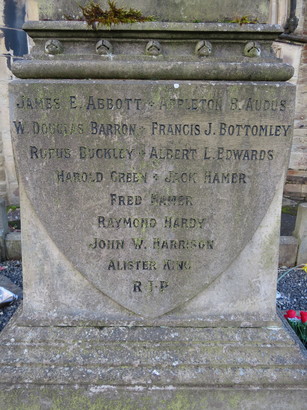 JAMES E. ABBOTT · APPLETON B. AUDUS
W. DOUGLAS BARRON · FRANCIS J. BOTTOMLEY
RUFUS BUCKLEY · ALBERT L. EDWARDS
HAROLD GREEN · JACK HAMER
FRED HAMER
RAYMOND HARDY
JOHN W. HARRISON
ALISTER KING
R·I·P